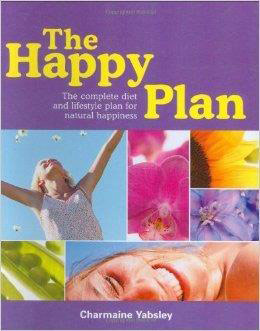 The
Happy
Plan
The complete diet
and lifestyle plan for
natural happiness
Charmaine Yabsley